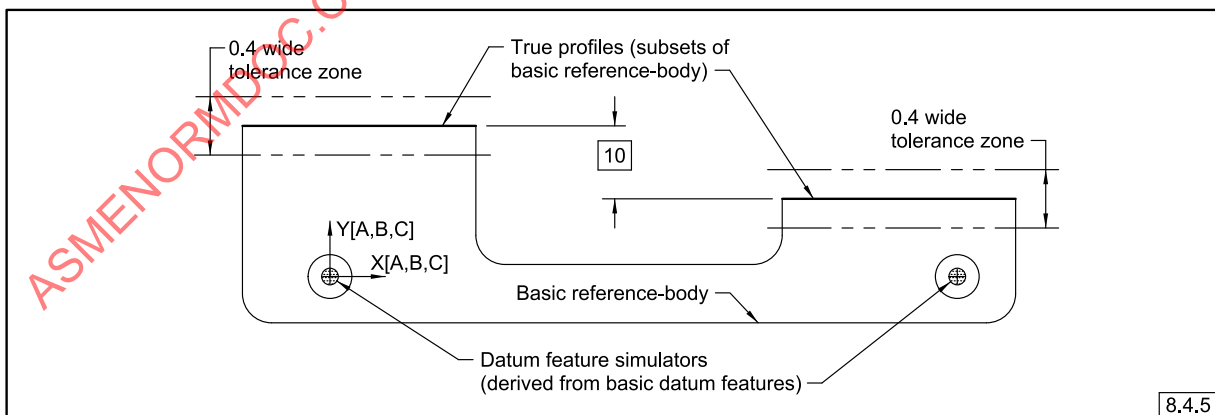 0.4 wide
tolerance zone
True profiles (subsets of
basic reference-body)
0.4 wide
tolerance zone
10
Y[A,B,C]
X[A,B,C]
Basic reference-body
Datum feature simulators
(derived from basic datum features)
8.4.5
ASMENORMDOC.C